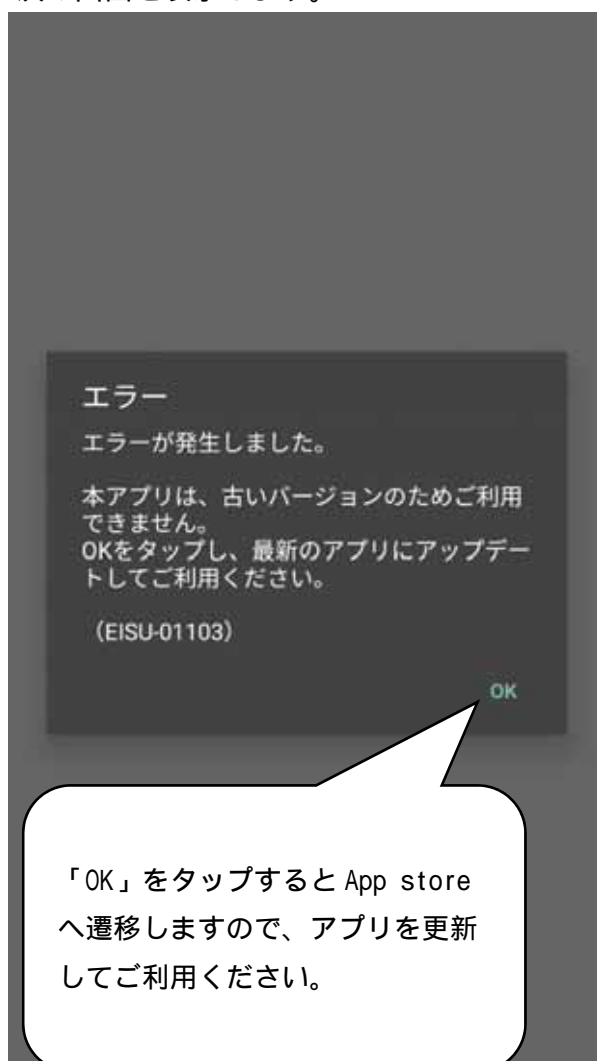 エラー
エラーが発生しました。
本アプリは、古いバージョンのためご利用
できません。
OKをタップし、最新のアプリにアップデー
トしてご利用ください。
（EISU-01103）
OK
「OK」をタップすると App store
へ遷移しますので、アプリを更新
してご利用ください。